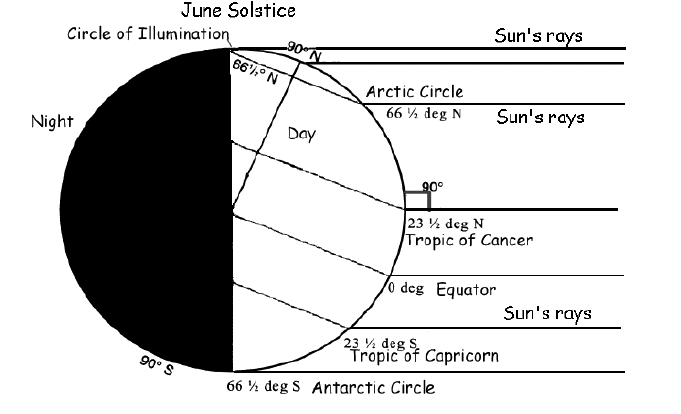 June Solstice
Circle of Illumination
Sun's rays
90° N
66½° N
Arctic Circle
66 ½ deg N
Sun's rays
Night
Day
90°
23 ½ deg N
Tropic of Cancer
0 deg Equator
Sun's rays
23 ½ deg S
Tropic of Capricorn
90° S
66 ½ deg S Antarctic Circle